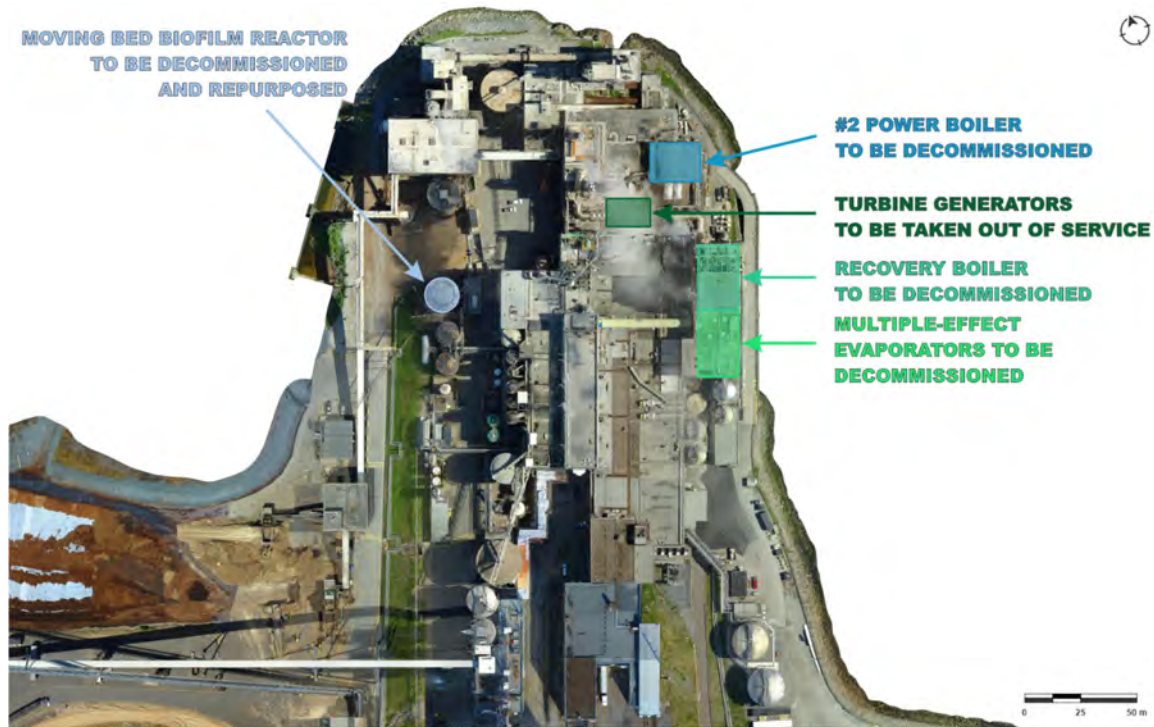 MOVING BED BIOFILM REACTOR
TO BE DECOMMISSIONED
AND REPURPOSED
#2 POWER BOILER
TO BE DECOMMISSIONED
TURBINE GENERATORS
TO BE TAKEN OUT OF SERVICE
RECOVERY BOILER
TO BE DECOMMISSIONED
MULTIPLE-EFFECT
EVAPORATORS TO BE
DECOMMISSIONED
0 25 50 m